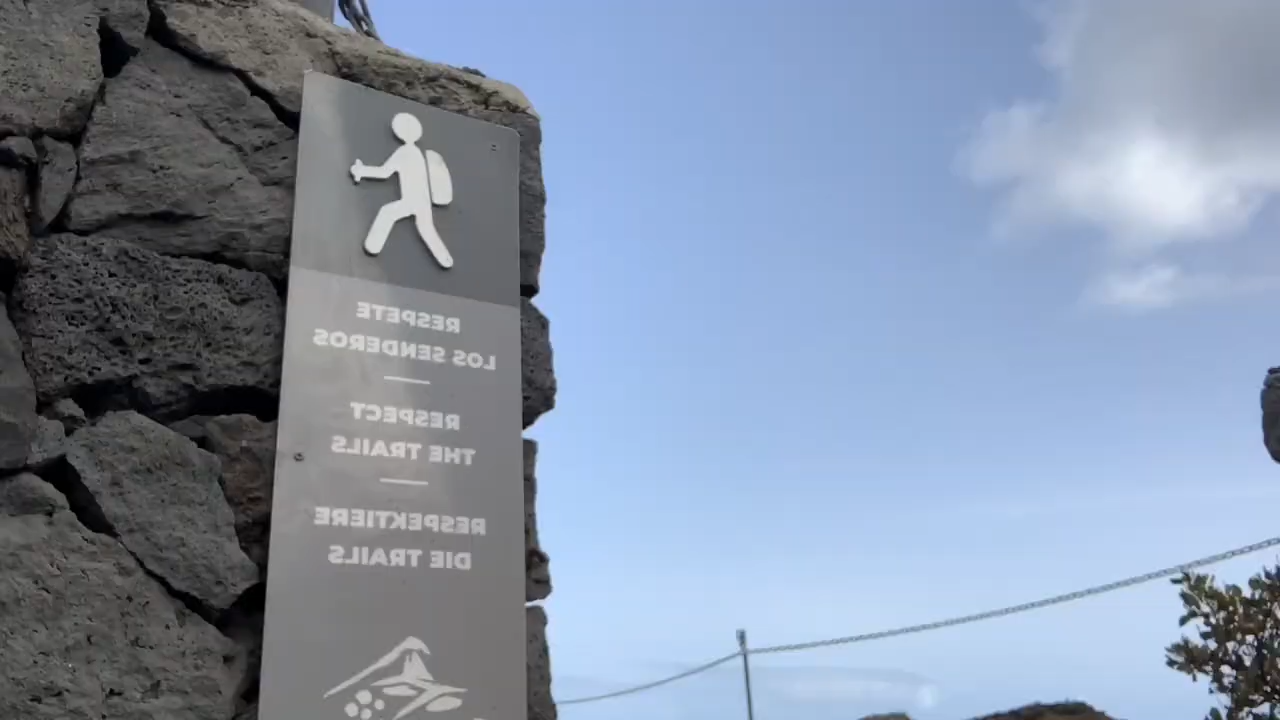 RESPETE
LOS SENDEROS
RESPECT
THE TRAILS
RESPEKTIERE
DIE TRAILS